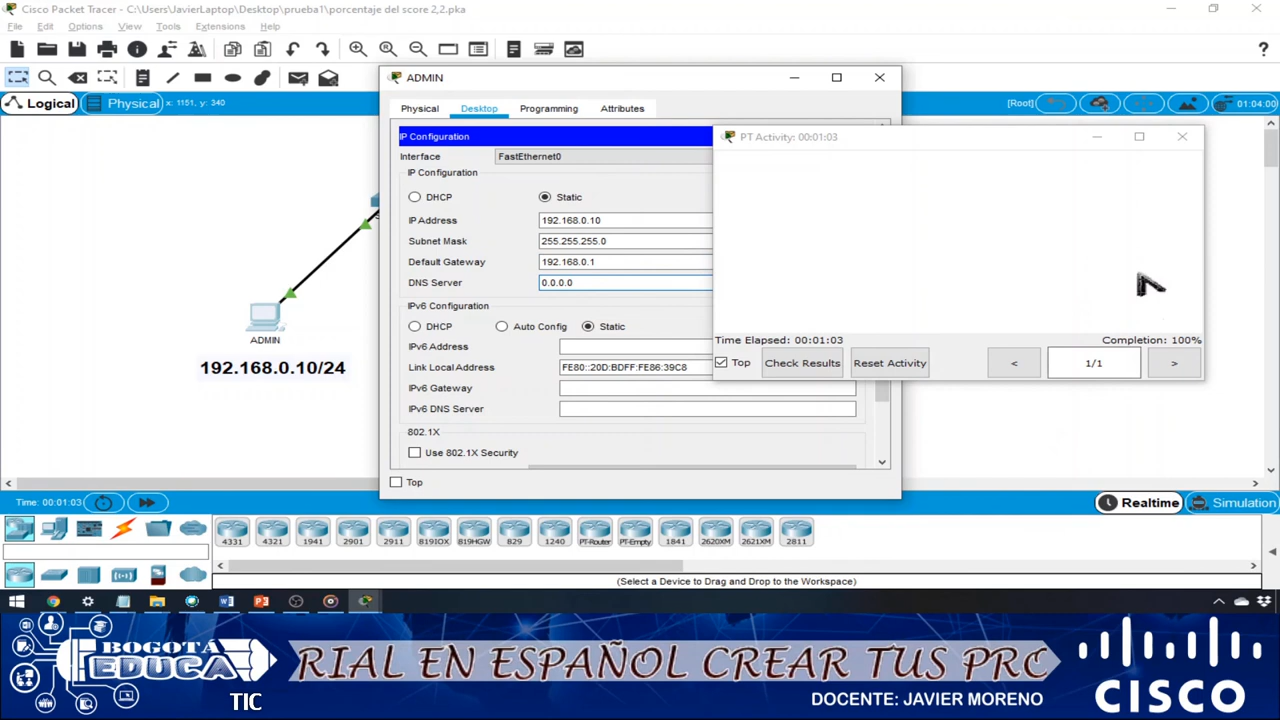 Cisco Packet Tracer - C:\Users\JavierLaptop\Desktop\prueba1\porcentaje del score 2,2.pka
File Edit Options View Tools Extensions Help
Logical Physical x: 1151, y: 340 [Root] 01:04:00
ADMIN
Physical Desktop Programming Attributes
IP Configuration
Interface FastEthernet0
IP Configuration
DHCP Static
IP Address 192.168.0.10
Subnet Mask 255.255.255.0
Default Gateway 192.168.0.1
DNS Server 0.0.0.0
IPv6 Configuration
DHCP Auto Config Static
IPv6 Address
Link Local Address FE80::20D:BDFF:FE86:39C8
IPv6 Gateway
IPv6 DNS Server
802.1X
Use 802.1X Security
Top
PT Activity: 00:01:03
Time Elapsed: 00:01:03 Completion: 100%
Top Check Results Reset Activity < 1/1 >
ADMIN
192.168.0.10/24
Time: 00:01:03 Realtime Simulation
4331 4321 1941 2901 2911 819IOX 819HGW 829 1240 PT-Router PT-Empty 1841 2620XM 2621XM 2811
(Select a Device to Drag and Drop to the Workspace)
BOGOTÁ
EDUCA
TIC
RIAL EN ESPAÑOL CREAR TUS PRC
DOCENTE: JAVIER MORENO
CISCO